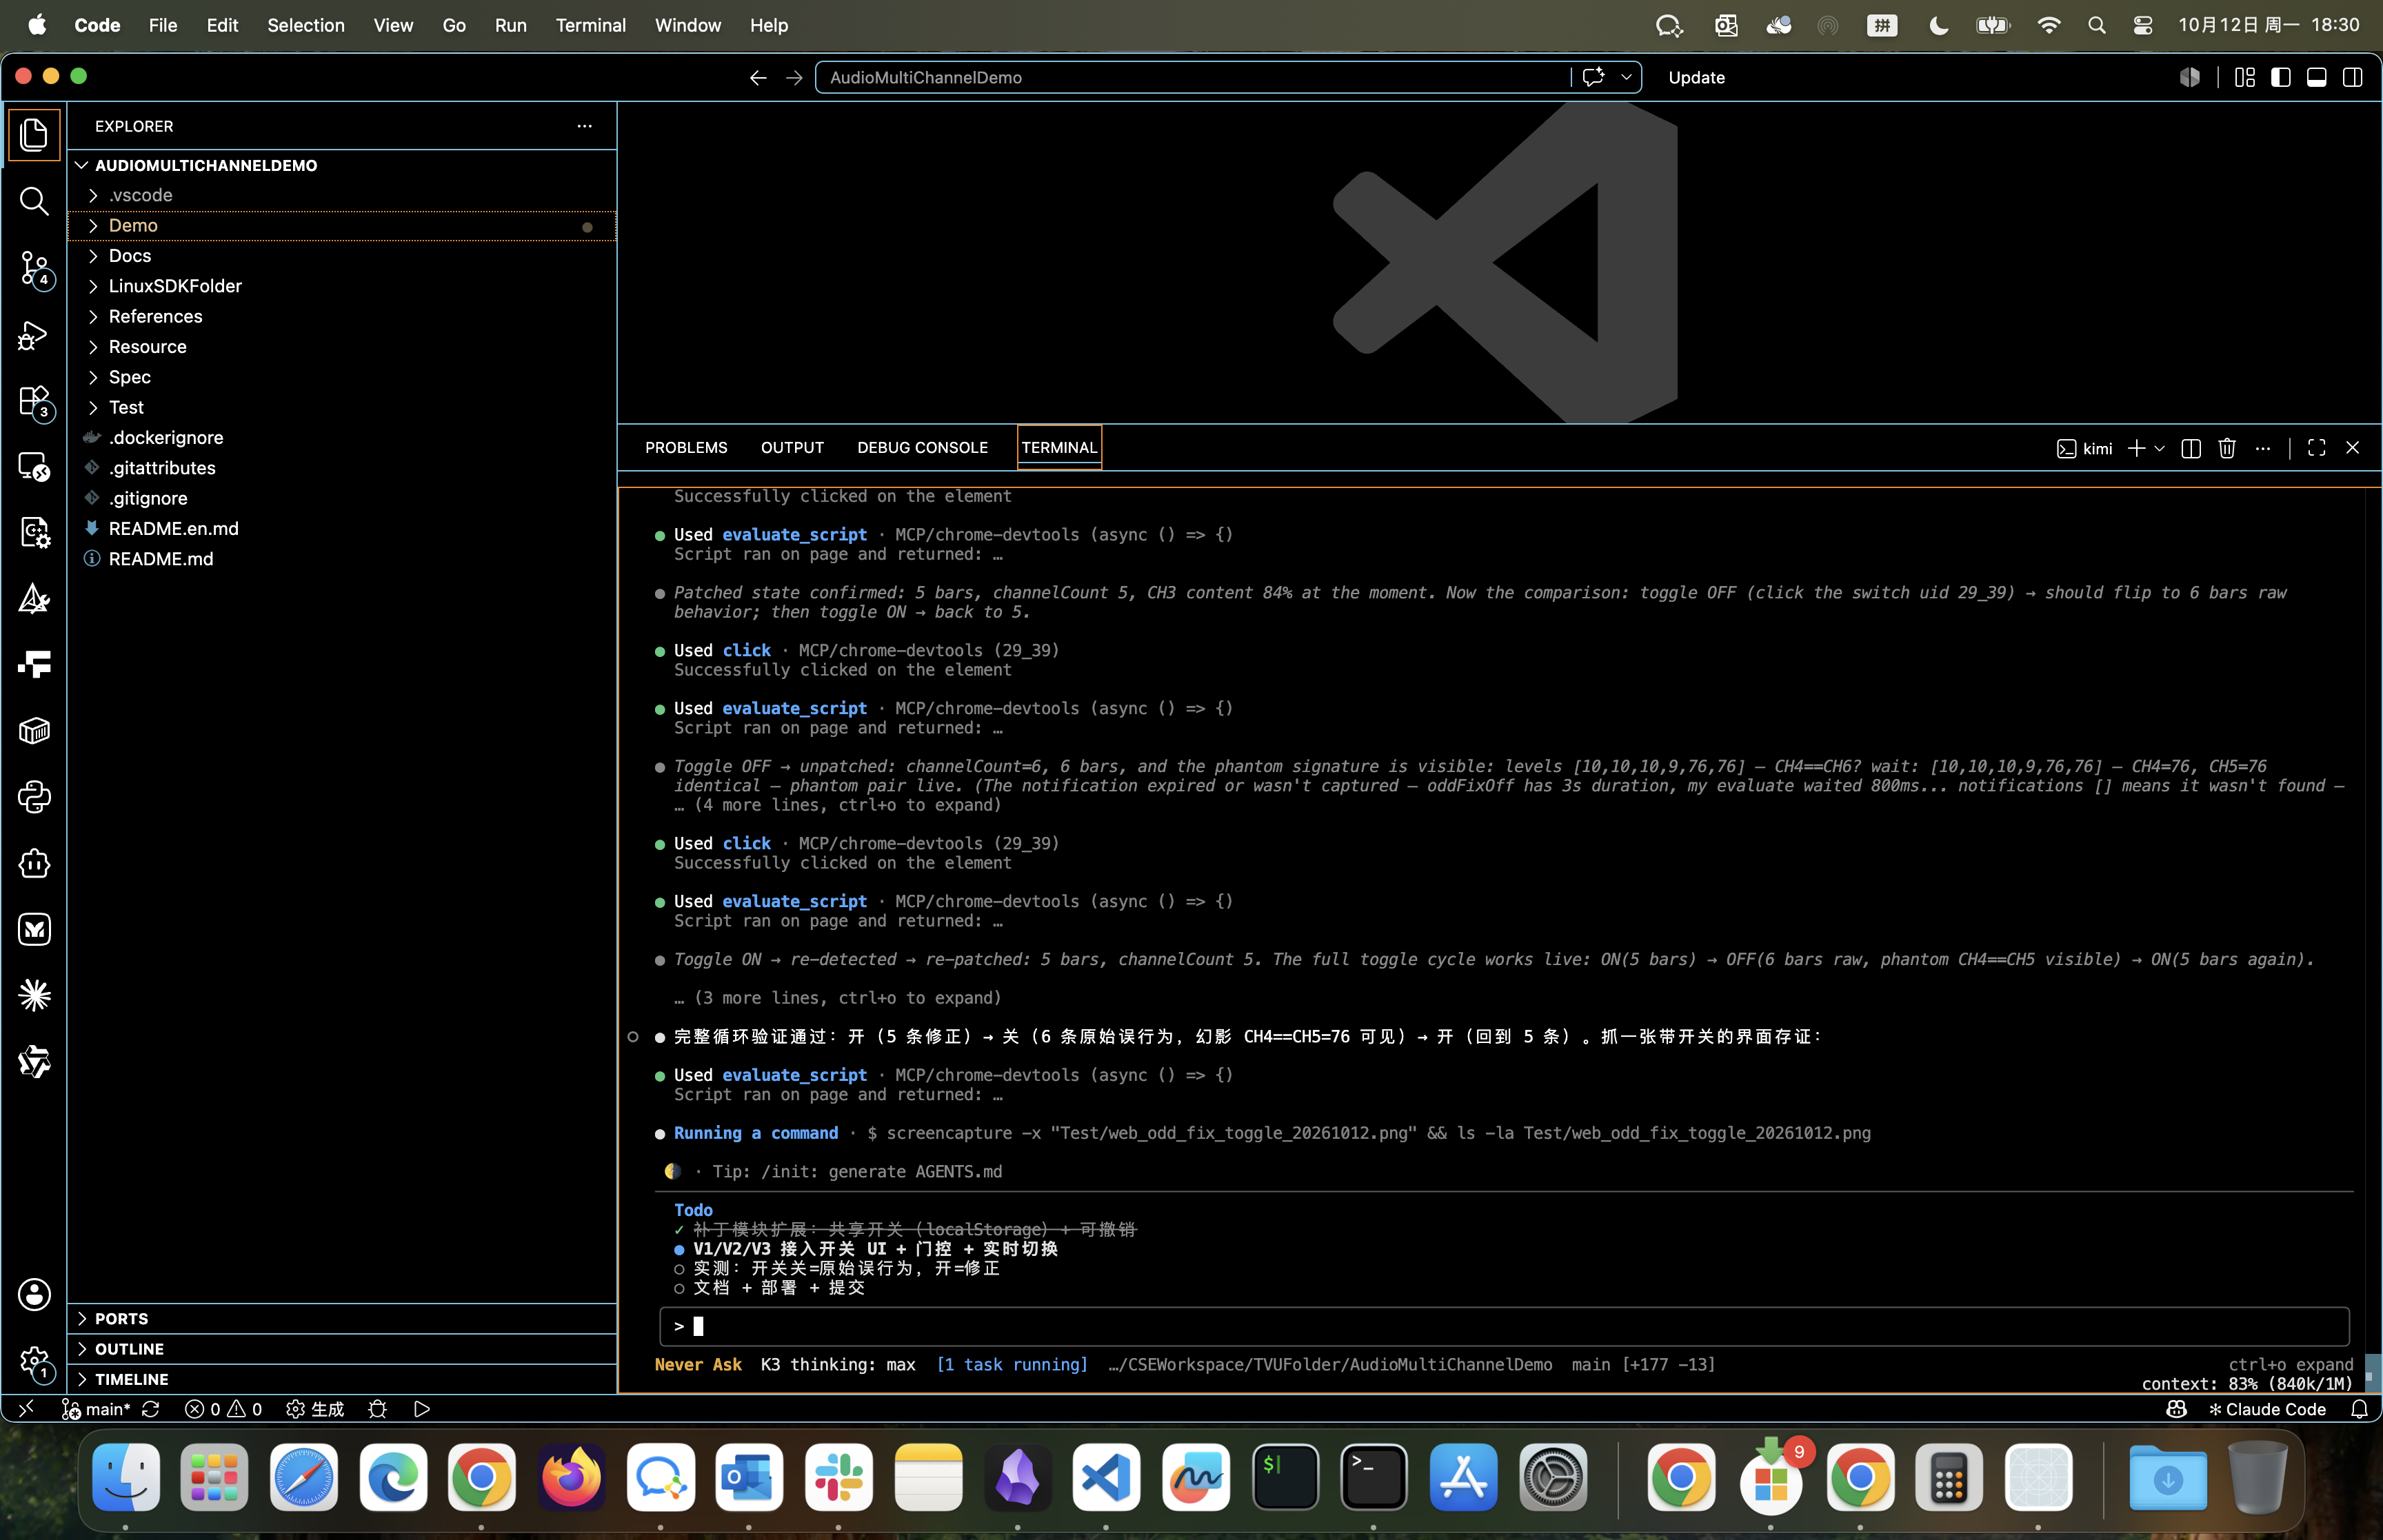 Code File Edit Selection View Go Run Terminal Window Help
拼
10月12日 周一 18:30
AudioMultiChannelDemo
Update
EXPLORER
AUDIOMULTICHANNELDEMO
.vscode
Demo
Docs
LinuxSDKFolder
References
Resource
Spec
Test
.dockerignore
.gitattributes
.gitignore
README.en.md
README.md
4
3
1
PORTS
OUTLINE
TIMELINE
PROBLEMS OUTPUT DEBUG CONSOLE TERMINAL
kimi
Successfully clicked on the element
Used evaluate_script · MCP/chrome-devtools (async () => {)
Script ran on page and returned: …
Patched state confirmed: 5 bars, channelCount 5, CH3 content 84% at the moment. Now the comparison: toggle OFF (click the switch uid 29_39) → should flip to 6 bars raw
behavior; then toggle ON → back to 5.
Used click · MCP/chrome-devtools (29_39)
Successfully clicked on the element
Used evaluate_script · MCP/chrome-devtools (async () => {)
Script ran on page and returned: …
Toggle OFF → unpatched: channelCount=6, 6 bars, and the phantom signature is visible: levels [10,10,10,9,76,76] — CH4==CH6? wait: [10,10,10,9,76,76] — CH4=76, CH5=76
identical — phantom pair live. (The notification expired or wasn't captured — oddFixOff has 3s duration, my evaluate waited 800ms... notifications [] means it wasn't found —
… (4 more lines, ctrl+o to expand)
Used click · MCP/chrome-devtools (29_39)
Successfully clicked on the element
Used evaluate_script · MCP/chrome-devtools (async () => {)
Script ran on page and returned: …
Toggle ON → re-detected → re-patched: 5 bars, channelCount 5. The full toggle cycle works live: ON(5 bars) → OFF(6 bars raw, phantom CH4==CH5 visible) → ON(5 bars again).
… (3 more lines, ctrl+o to expand)
完整循环验证通过：开（5 条修正）→ 关（6 条原始误行为，幻影 CH4==CH5=76 可见）→ 开（回到 5 条）。抓一张带开关的界面存证：
Used evaluate_script · MCP/chrome-devtools (async () => {)
Script ran on page and returned: …
Running a command · $ screencapture -x "Test/web_odd_fix_toggle_20261012.png" && ls -la Test/web_odd_fix_toggle_20261012.png
· Tip: /init: generate AGENTS.md
Todo
✓ 补丁模块扩展：共享开关（localStorage）+ 可撤销
V1/V2/V3 接入开关 UI + 门控 + 实时切换
实测：开关关=原始误行为，开=修正
文档 + 部署 + 提交
>
Never Ask K3 thinking: max [1 task running] …/CSEWorkspace/TVUFolder/AudioMultiChannelDemo main [+177 -13]
ctrl+o expand
context: 83% (840k/1M)
main* 0 0 生成
Claude Code
$
>_
9